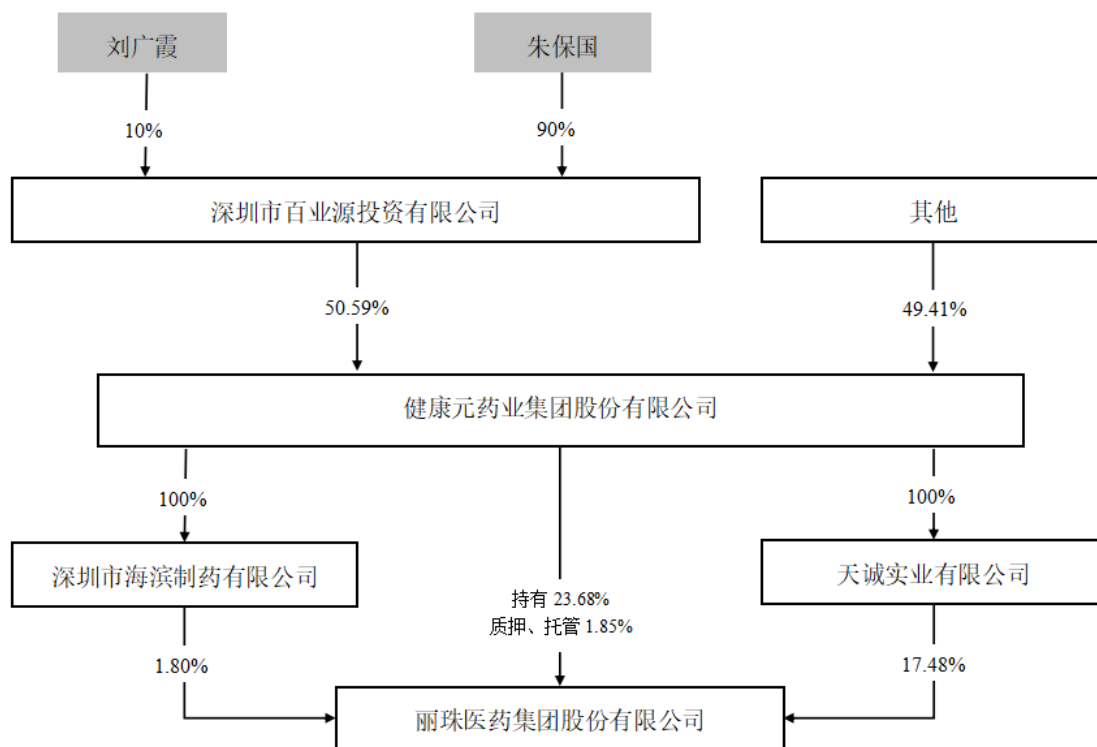 刘广霞
朱保国
10%
90%
深圳市百业源投资有限公司
其他
50.59%
49.41%
健康元药业集团股份有限公司
100%
100%
深圳市海滨制药有限公司
天诚实业有限公司
持有 23.68%
质押、托管 1.85%
1.80%
17.48%
丽珠医药集团股份有限公司